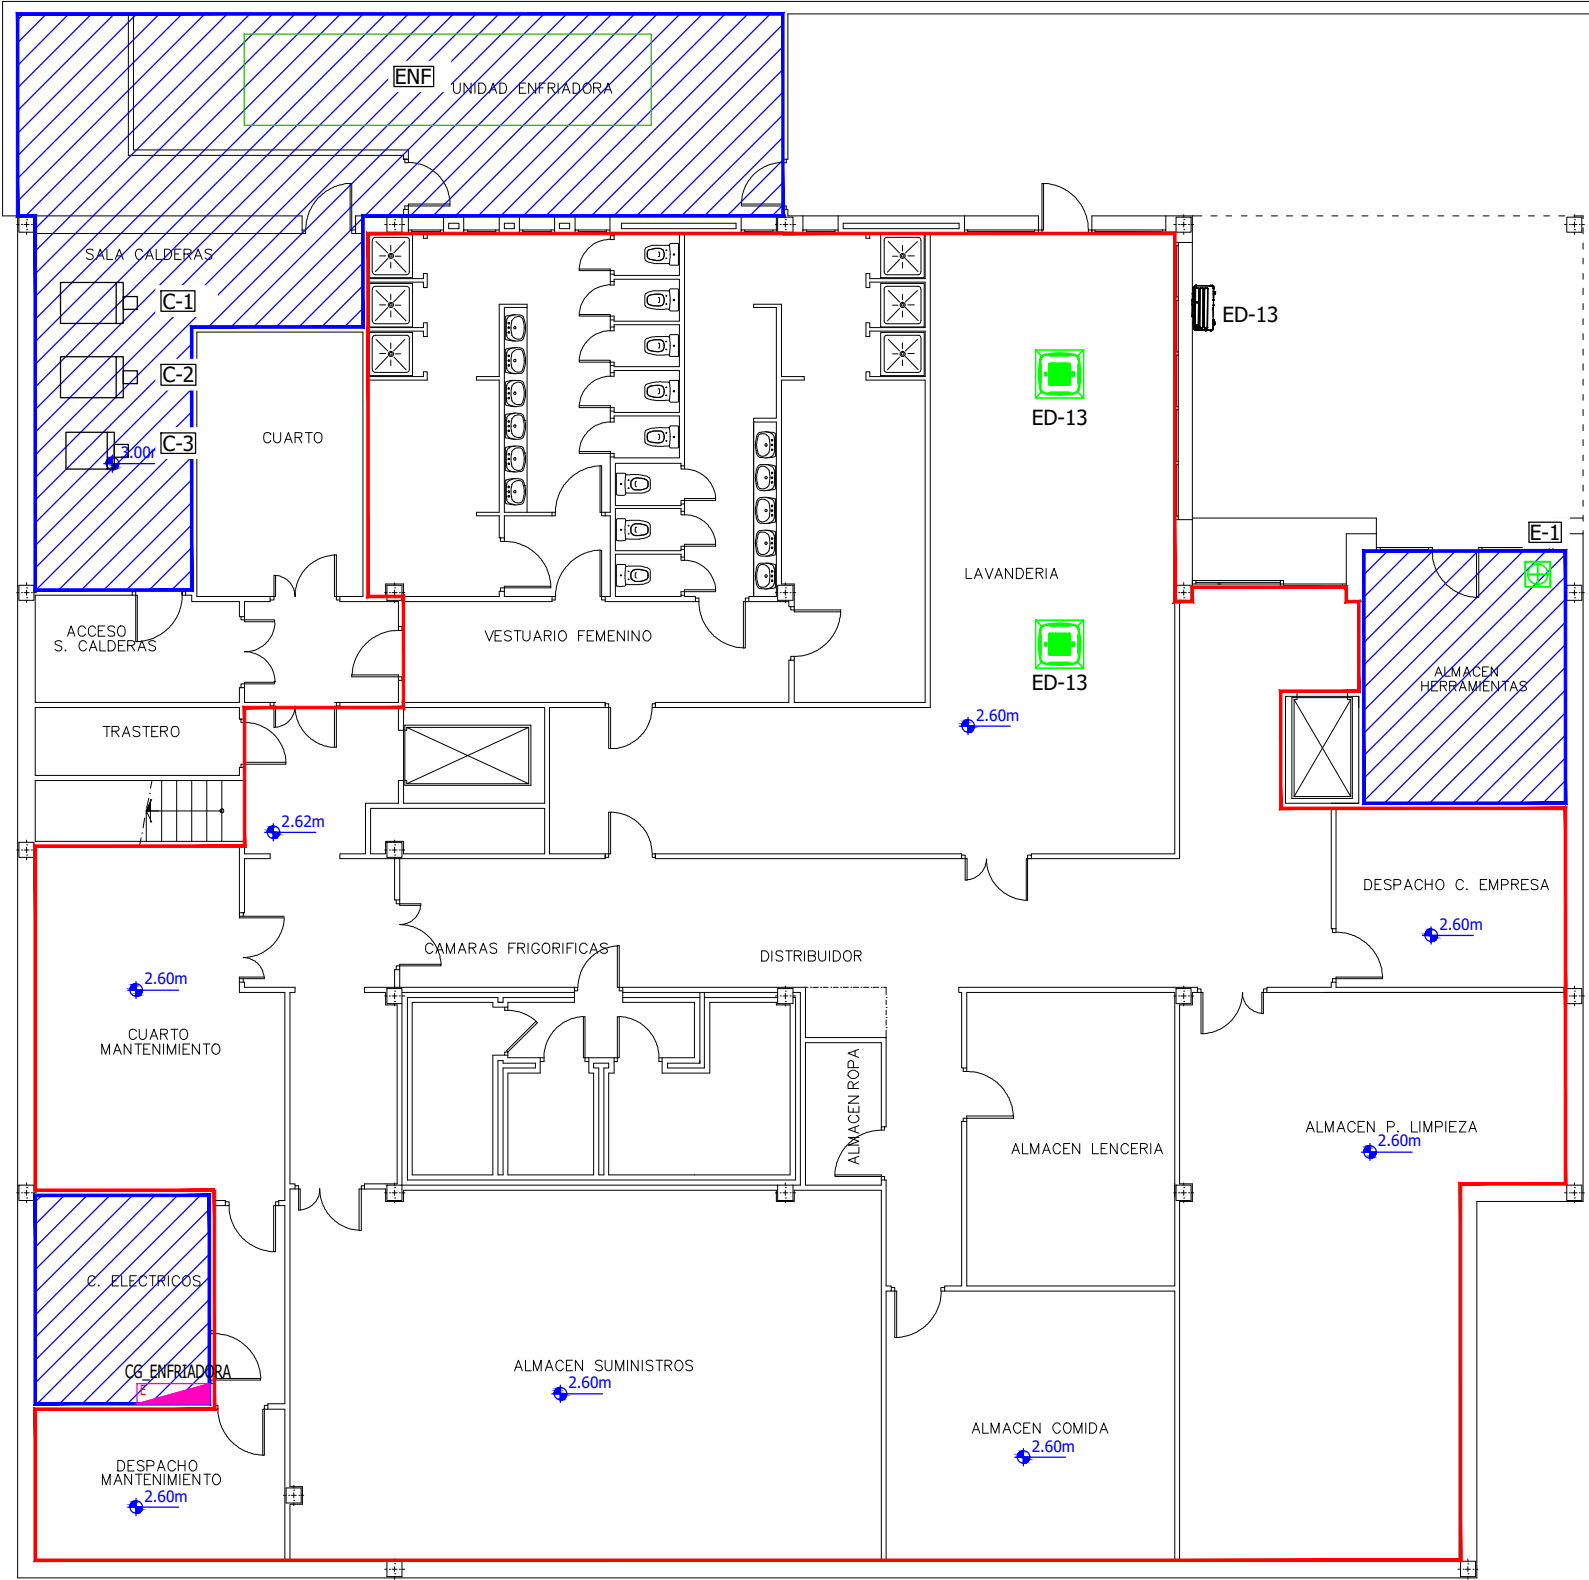 ENF
UNIDAD ENFRIADORA
SALA CALDERAS
C-1
C-2
C-3
3.00
CUARTO
ED-13
ED-13
E-1
LAVANDERIA
ACCESO
S. CALDERAS
VESTUARIO FEMENINO
ED-13
ALMACEN
HERRAMIENTAS
TRASTERO
2.60m
2.62m
DESPACHO C. EMPRESA
2.60m
CAMARAS FRIGORIFICAS
DISTRIBUIDOR
2.60m
CUARTO
MANTENIMIENTO
ALMACEN ROPA
ALMACEN LENCERIA
ALMACEN P. LIMPIEZA
2.60m
C. ELECTRICOS
CG_ENFRIADORA
E
ALMACEN SUMINISTROS
2.60m
ALMACEN COMIDA
2.60m
DESPACHO
MANTENIMIENTO
2.60m